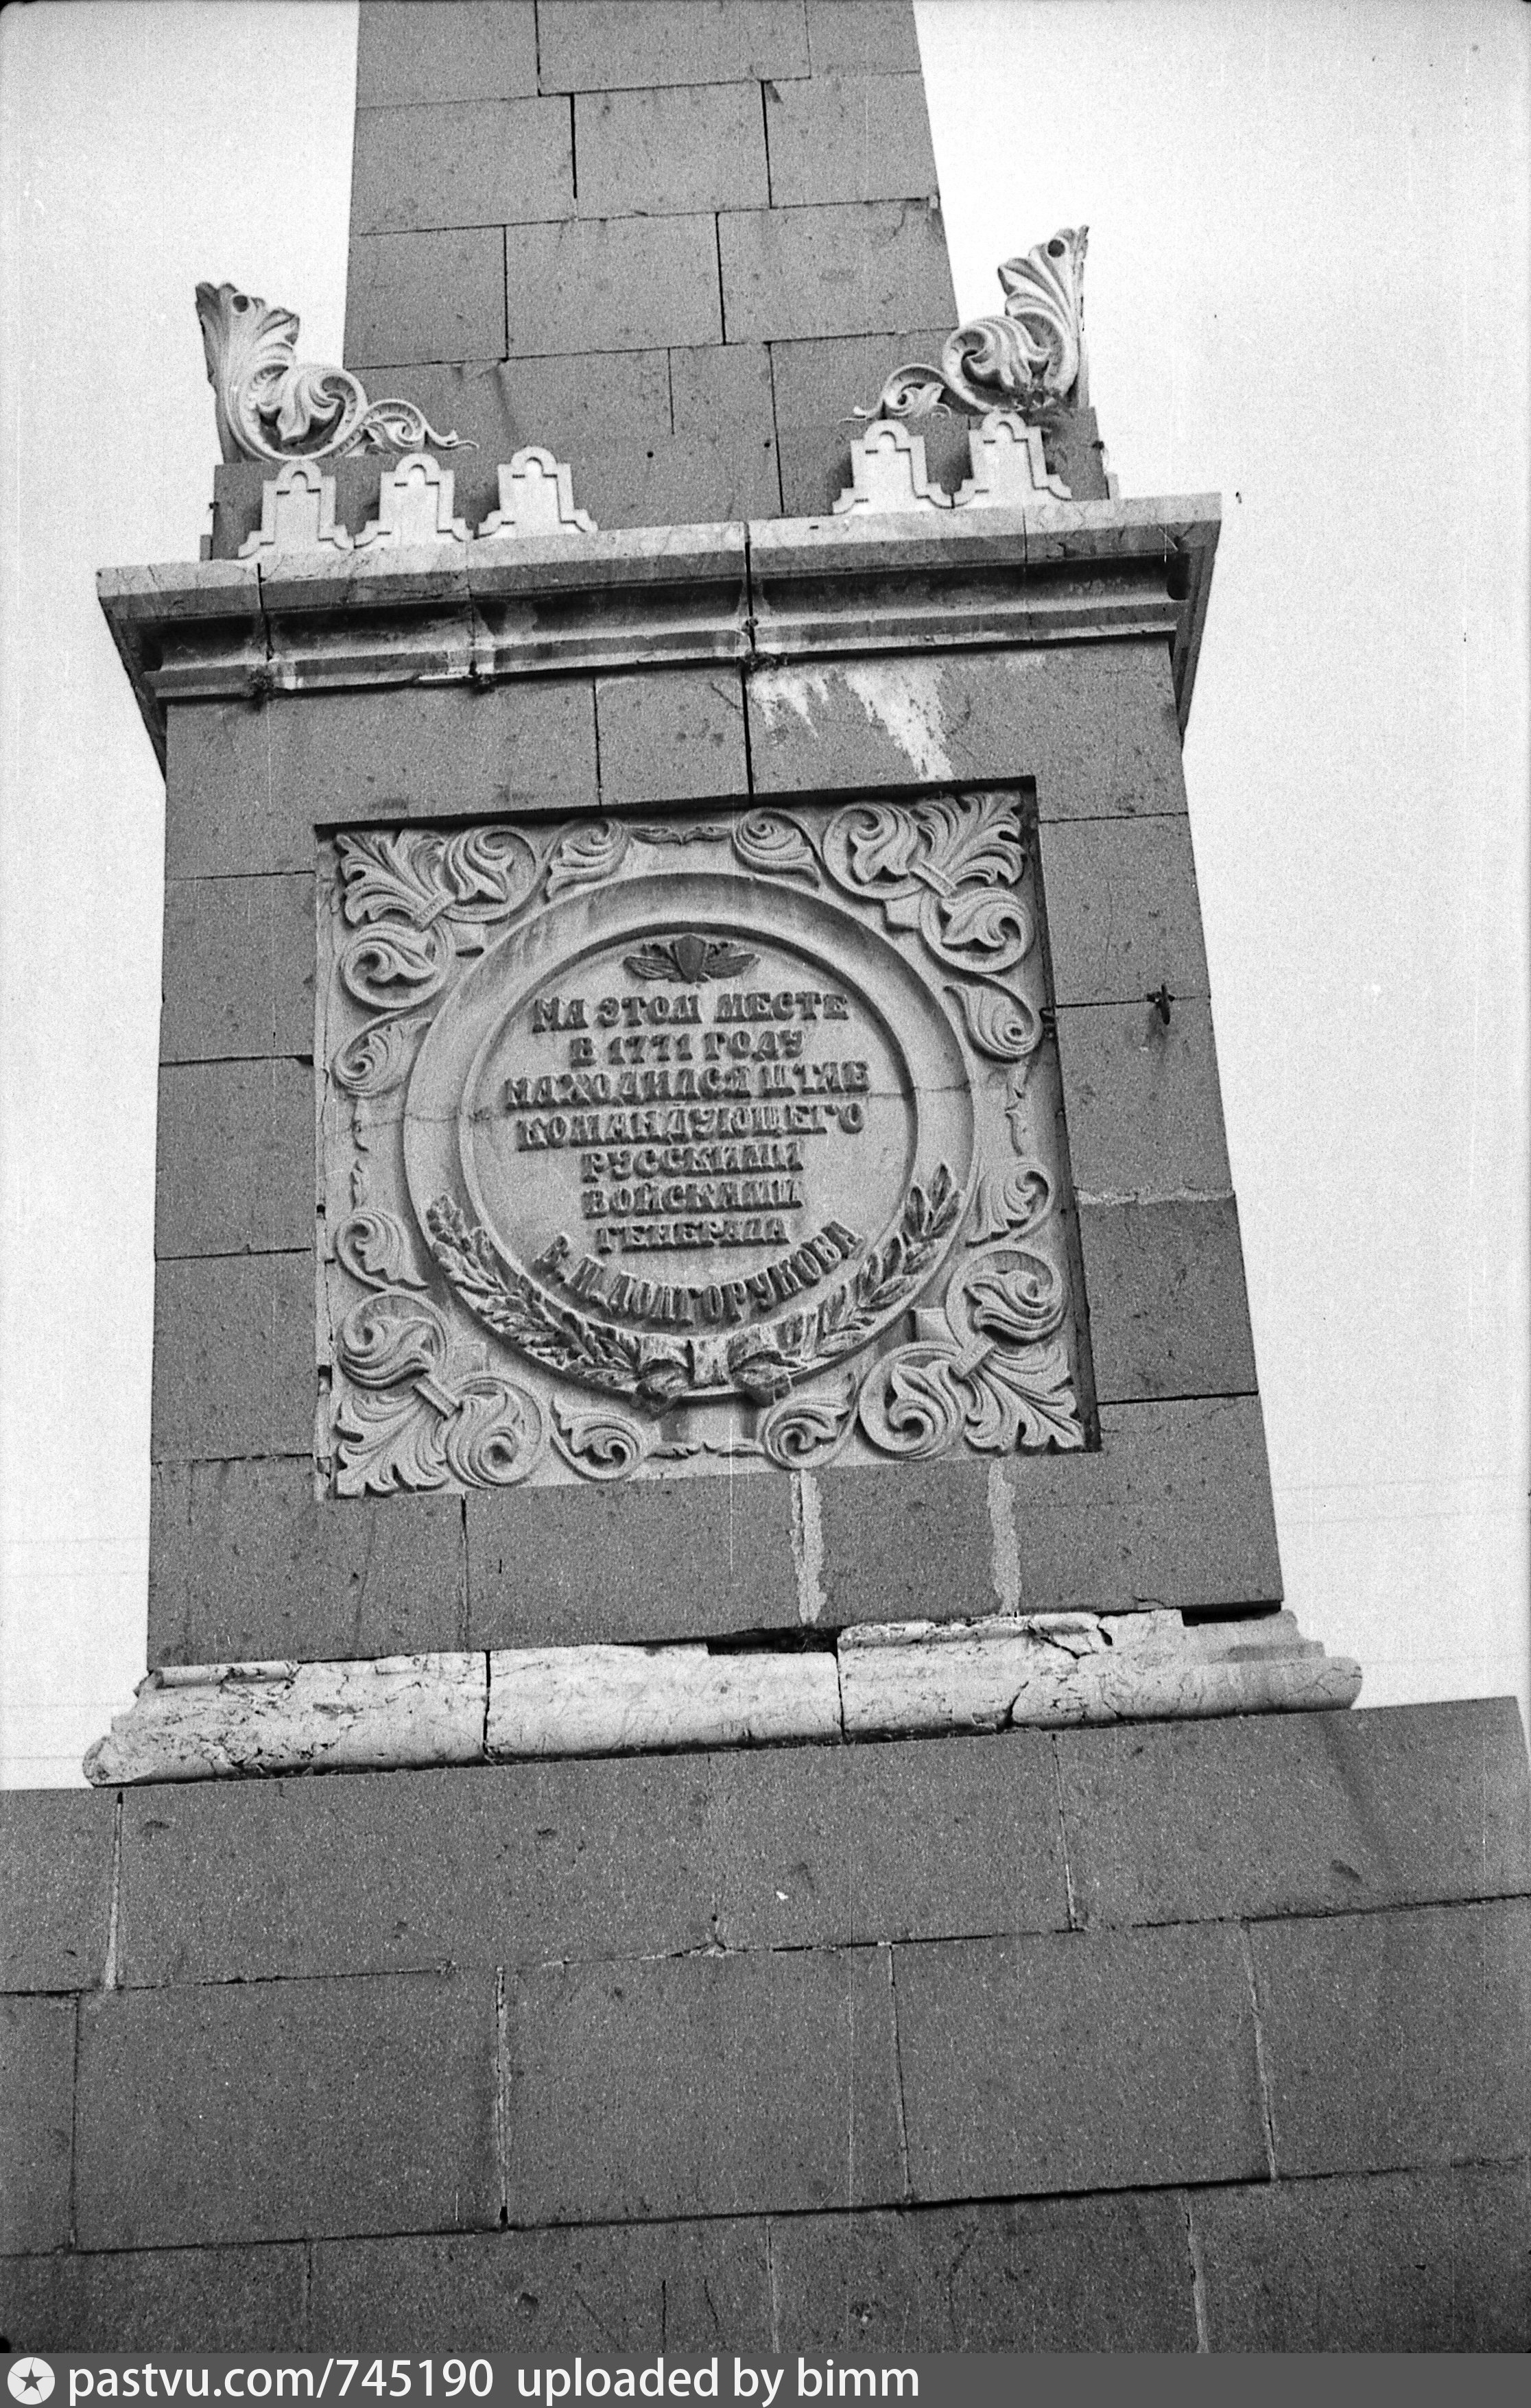 НА ЭТОМ МЕСТЕ
В 1771 ГОДУ
НАХОДИЛСЯ ШТАБ
КОМАНДУЮЩЕГО
РУССКИМИ
ВОЙСКАМИ
ГЕНЕРАЛА
В. М. ДОЛГОРУКОВА
pastvu.com/745190 uploaded by bimm